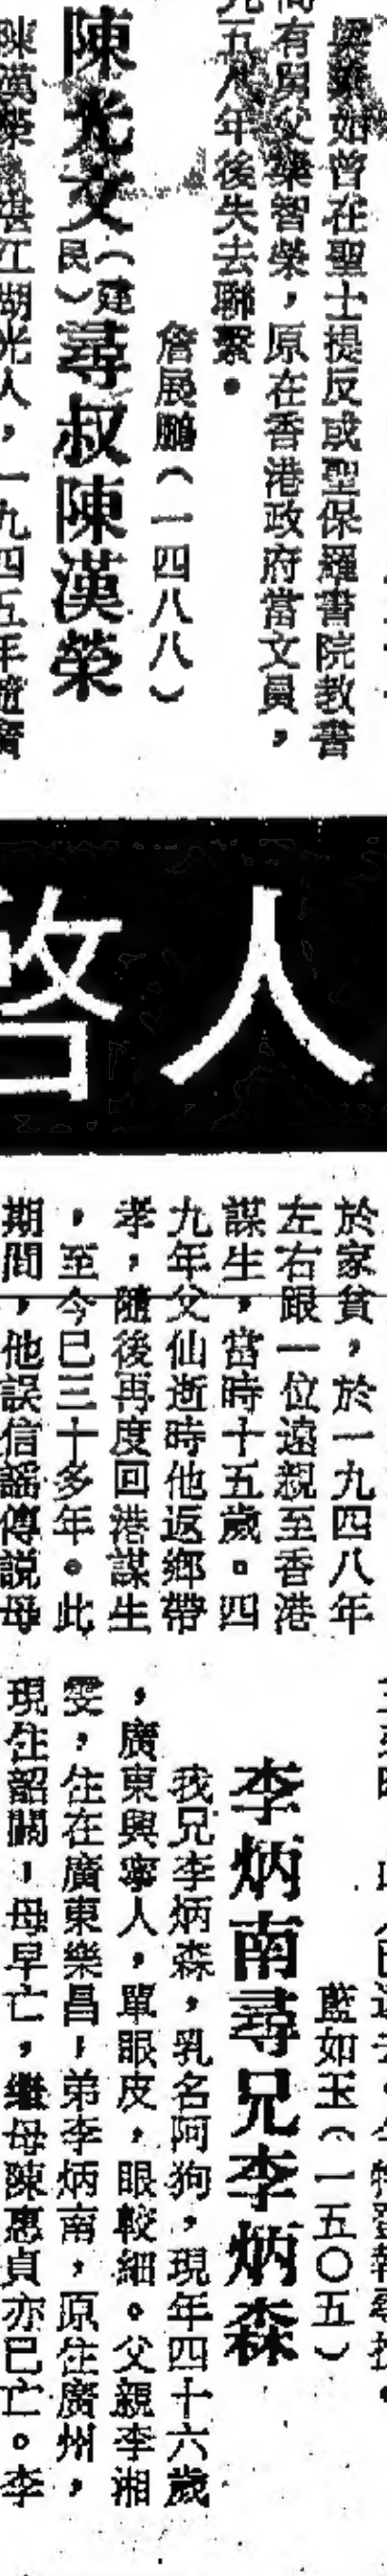 梁婉如曾在聖士提反或聖保羅書院教書
有舅父梁智榮，原在香港政府當文員，
五八年後失去聯繫。
詹展鵬（一四八八）
陳光文（建民）尋叔陳漢榮
陳漢榮 湛江湖光人，一九四五年隨廣
人
啓
於家貧，於一九四八年
左右跟一位遠親至香港
謀生，當時十五歲。四
九年父仙逝時他返鄉帶
孝，隨後再度回港謀生
，至今已三十多年。此
期間，他誤信謠傳說母
藍如玉（一五〇五）
李炳南尋兄李炳森
我兄李炳森，乳名阿狗，現年四十六歲
，廣東興寧人，單眼皮，眼較細。父親李湘
雯，住在廣東樂昌，弟李炳南，原住廣州，
現住韶關，母早亡，繼母陳惠貞亦已亡。李